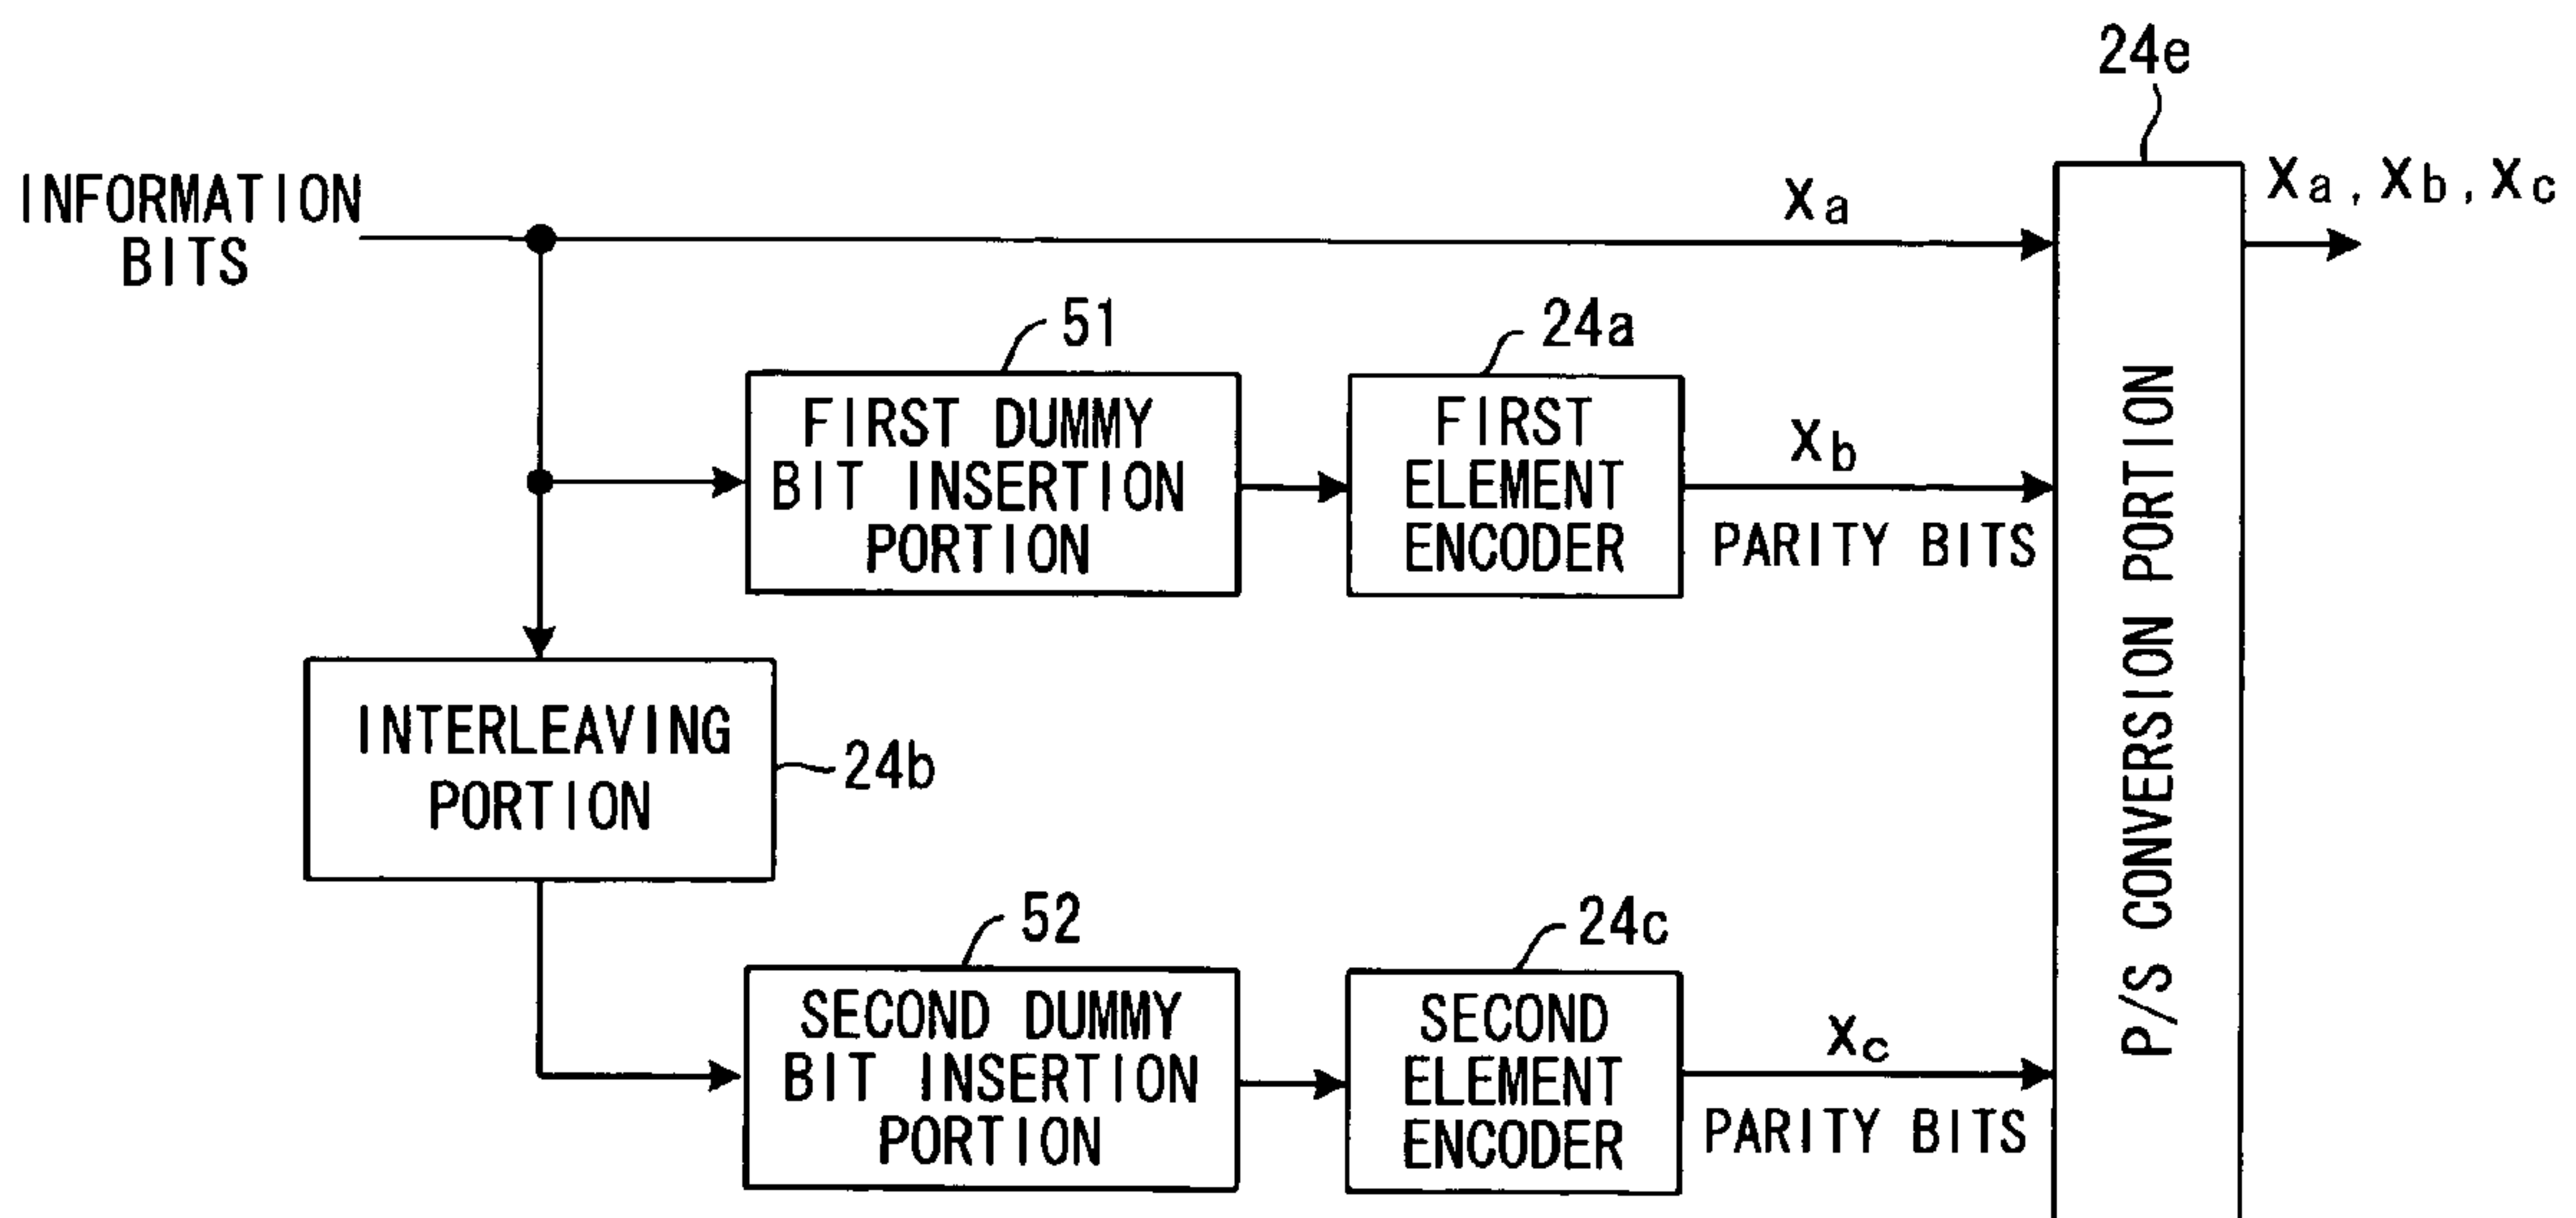 24e
INFORMATION
BITS
Xa
Xa, Xb, Xc
51
24a
FIRST DUMMY
BIT INSERTION
PORTION
FIRST
ELEMENT
ENCODER
Xb
PARITY BITS
P/S CONVERSION PORTION
INTERLEAVING
PORTION
24b
52
24c
SECOND DUMMY
BIT INSERTION
PORTION
SECOND
ELEMENT
ENCODER
Xc
PARITY BITS